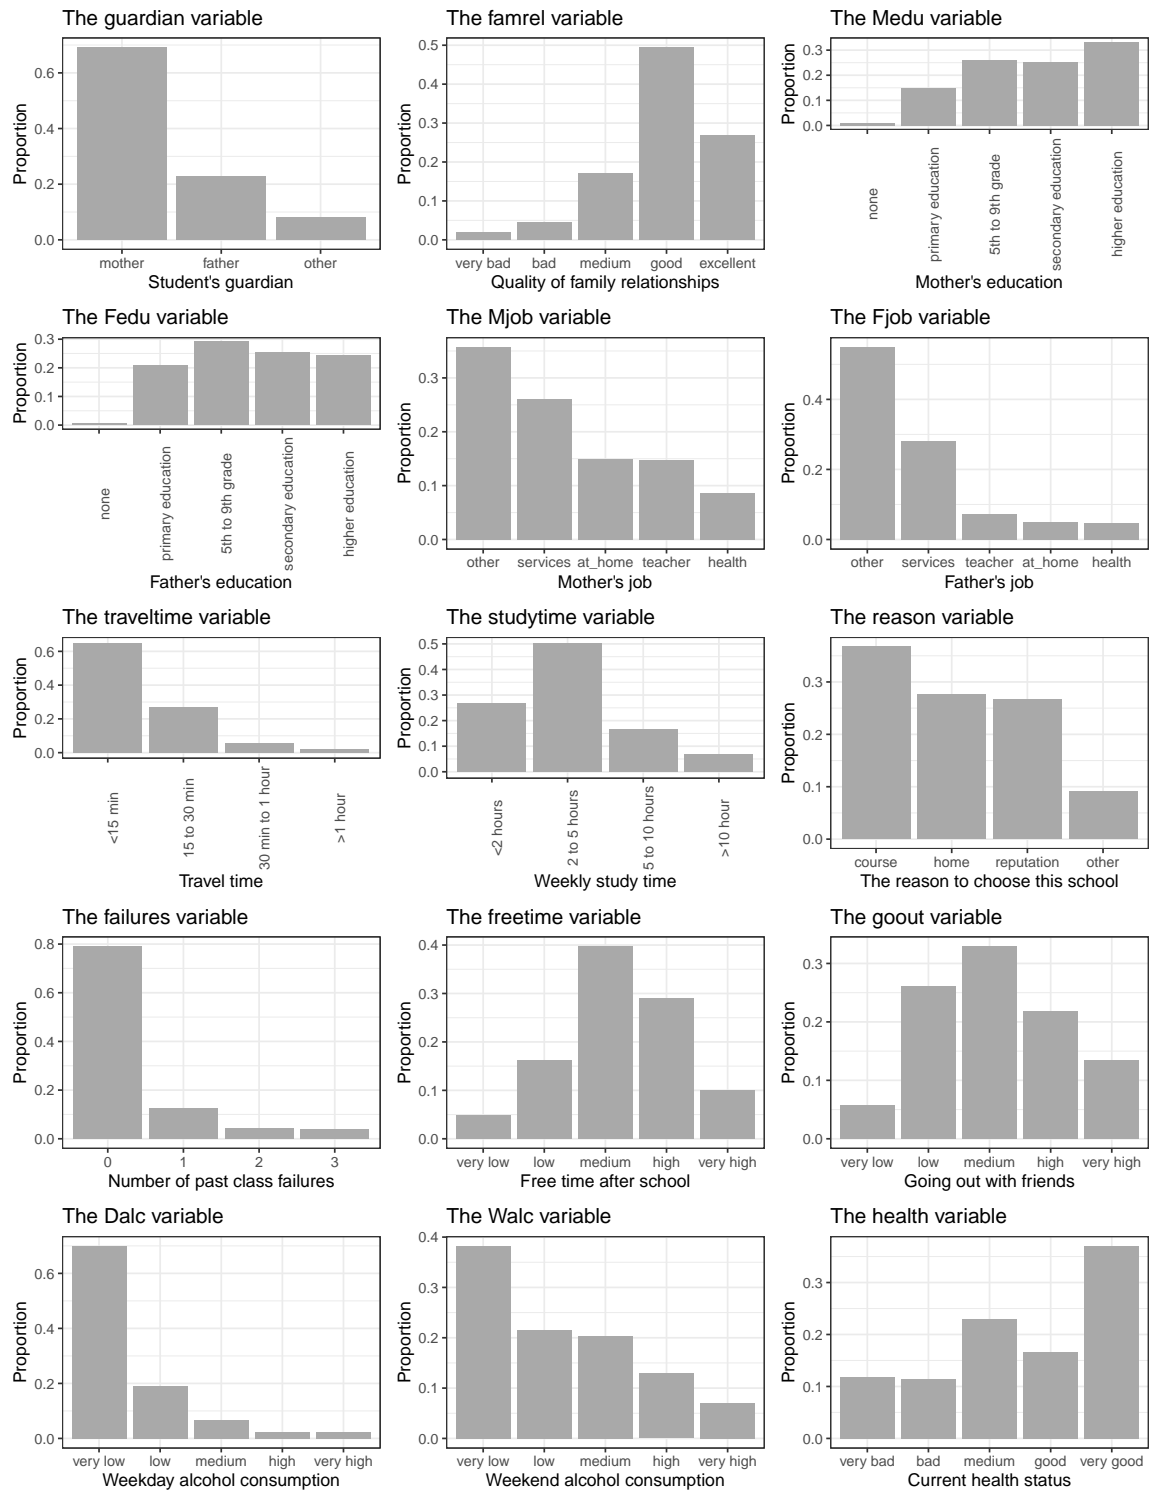 The guardian variable
Proportion
0.6
0.4
0.2
0.0
mother father other
Student's guardian
The famrel variable
Proportion
0.5
0.4
0.3
0.2
0.1
0.0
very bad bad medium good excellent
Quality of family relationships
The Medu variable
Proportion
0.3
0.2
0.1
0.0
none
primary education
5th to 9th grade
secondary education
higher education
Mother's education
The Fedu variable
Proportion
0.3
0.2
0.1
0.0
none
primary education
5th to 9th grade
secondary education
higher education
Father's education
The Mjob variable
Proportion
0.3
0.2
0.1
0.0
other services at_home teacher health
Mother's job
The Fjob variable
Proportion
0.4
0.2
0.0
other services teacher at_home health
Father's job
The traveltime variable
Proportion
0.6
0.4
0.2
0.0
<15 min
15 to 30 min
30 min to 1 hour
>1 hour
Travel time
The studytime variable
Proportion
0.5
0.4
0.3
0.2
0.1
0.0
<2 hours
2 to 5 hours
5 to 10 hours
>10 hour
Weekly study time
The reason variable
Proportion
0.3
0.2
0.1
0.0
course home reputation other
The reason to choose this school
The failures variable
Proportion
0.8
0.6
0.4
0.2
0.0
0 1 2 3
Number of past class failures
The freetime variable
Proportion
0.4
0.3
0.2
0.1
0.0
very low low medium high very high
Free time after school
The goout variable
Proportion
0.3
0.2
0.1
0.0
very low low medium high very high
Going out with friends
The Dalc variable
Proportion
0.6
0.4
0.2
0.0
very low low medium high very high
Weekday alcohol consumption
The Walc variable
Proportion
0.4
0.3
0.2
0.1
0.0
very low low medium high very high
Weekend alcohol consumption
The health variable
Proportion
0.3
0.2
0.1
0.0
very bad bad medium good very good
Current health status